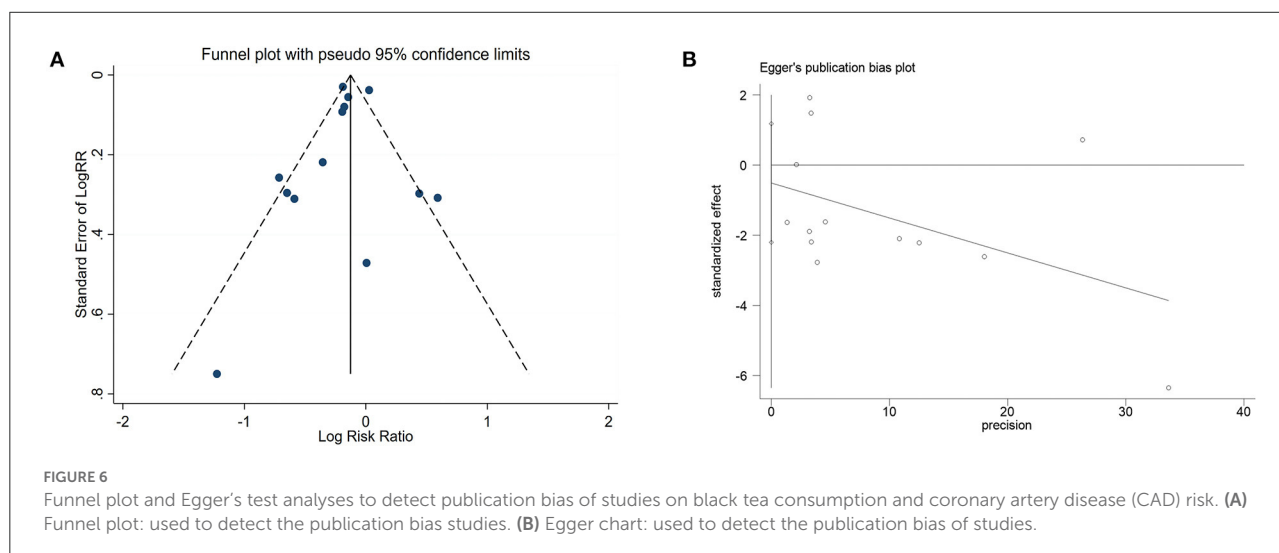 A
Funnel plot with pseudo 95% confidence limits
0
.2
.4
.6
.8
Standard Error of LogRR
-2
-1
0
1
2
Log Risk Ratio
B
Egger's publication bias plot
2
0
-2
-4
-6
standardized effect
0
10
20
30
40
precision
FIGURE 6
Funnel plot and Egger's test analyses to detect publication bias of studies on black tea consumption and coronary artery disease (CAD) risk. (A)
Funnel plot: used to detect the publication bias studies. (B) Egger chart: used to detect the publication bias of studies.